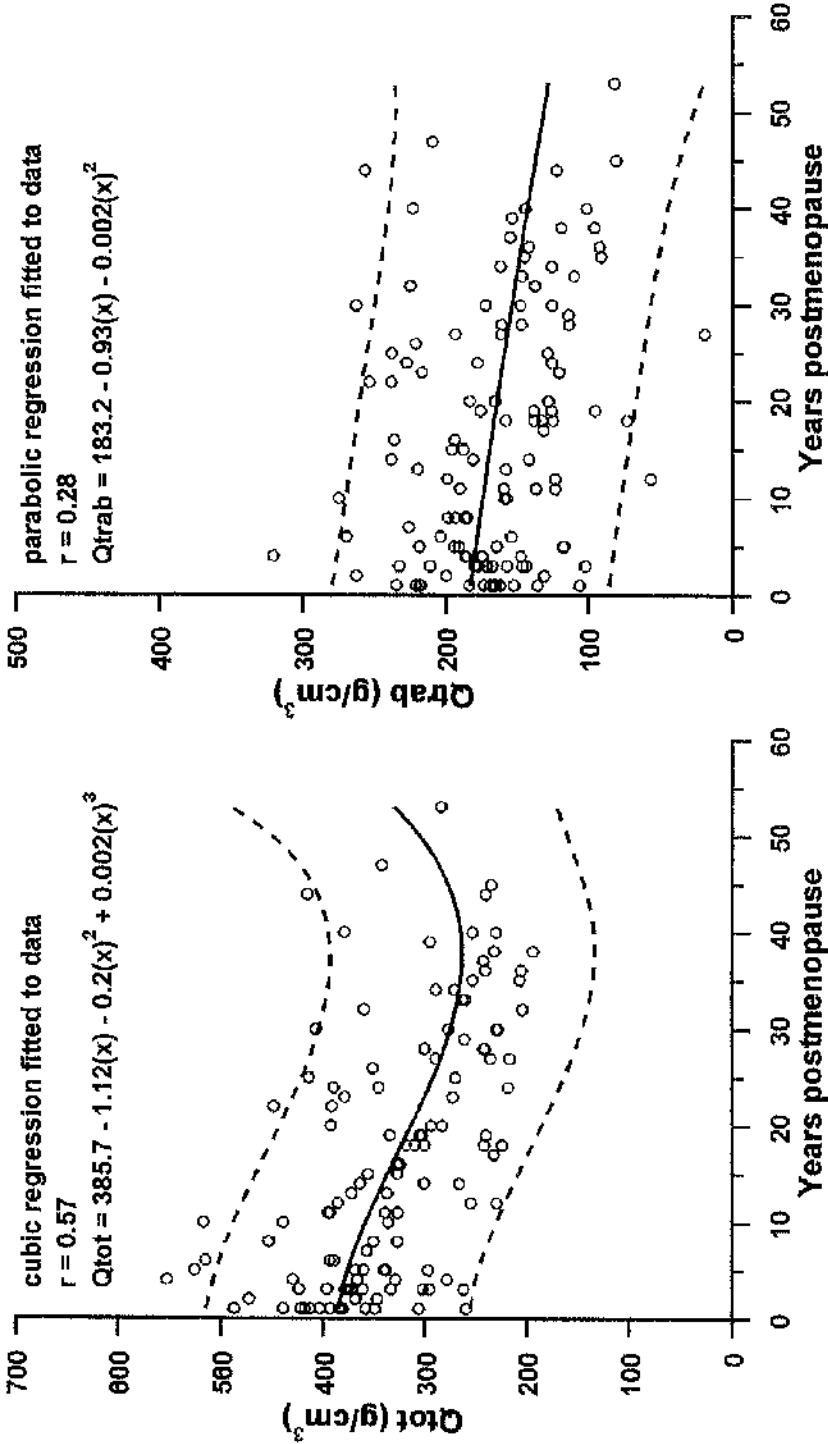 cubic regression fitted to data
r = 0.57
Qtot = 385.7 - 1.12(x) - 0.2(x)² + 0.002(x)³
700
600
500
400
300
200
100
0
Qtot (g/cm³)
0
10
20
30
40
50
60
Years postmenopause
parabolic regression fitted to data
r = 0.28
Qtrab = 183.2 - 0.93(x) - 0.002(x)²
500
400
300
200
100
0
Qtrab (g/cm³)
0
10
20
30
40
50
60
Years postmenopause